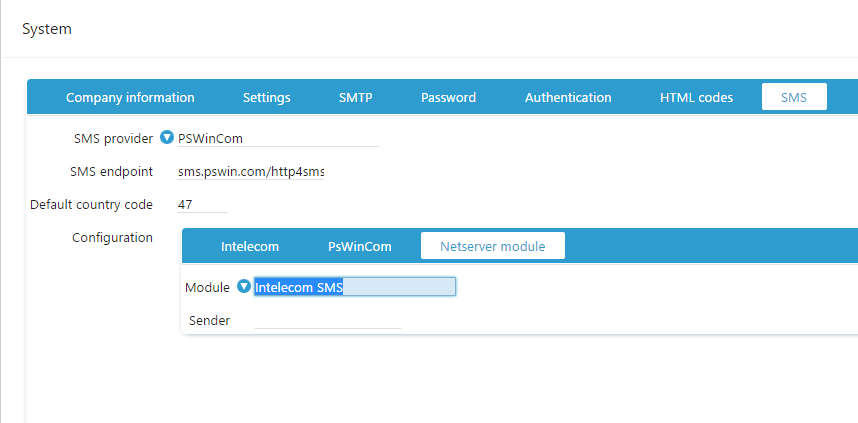 System
Company information Settings SMTP Password Authentication HTML codes SMS
SMS provider PSWinCom
SMS endpoint sms.pswin.com/http4sms
Default country code 47
Configuration Intelecom PsWinCom Netserver module
Module Intelecom SMS
Sender